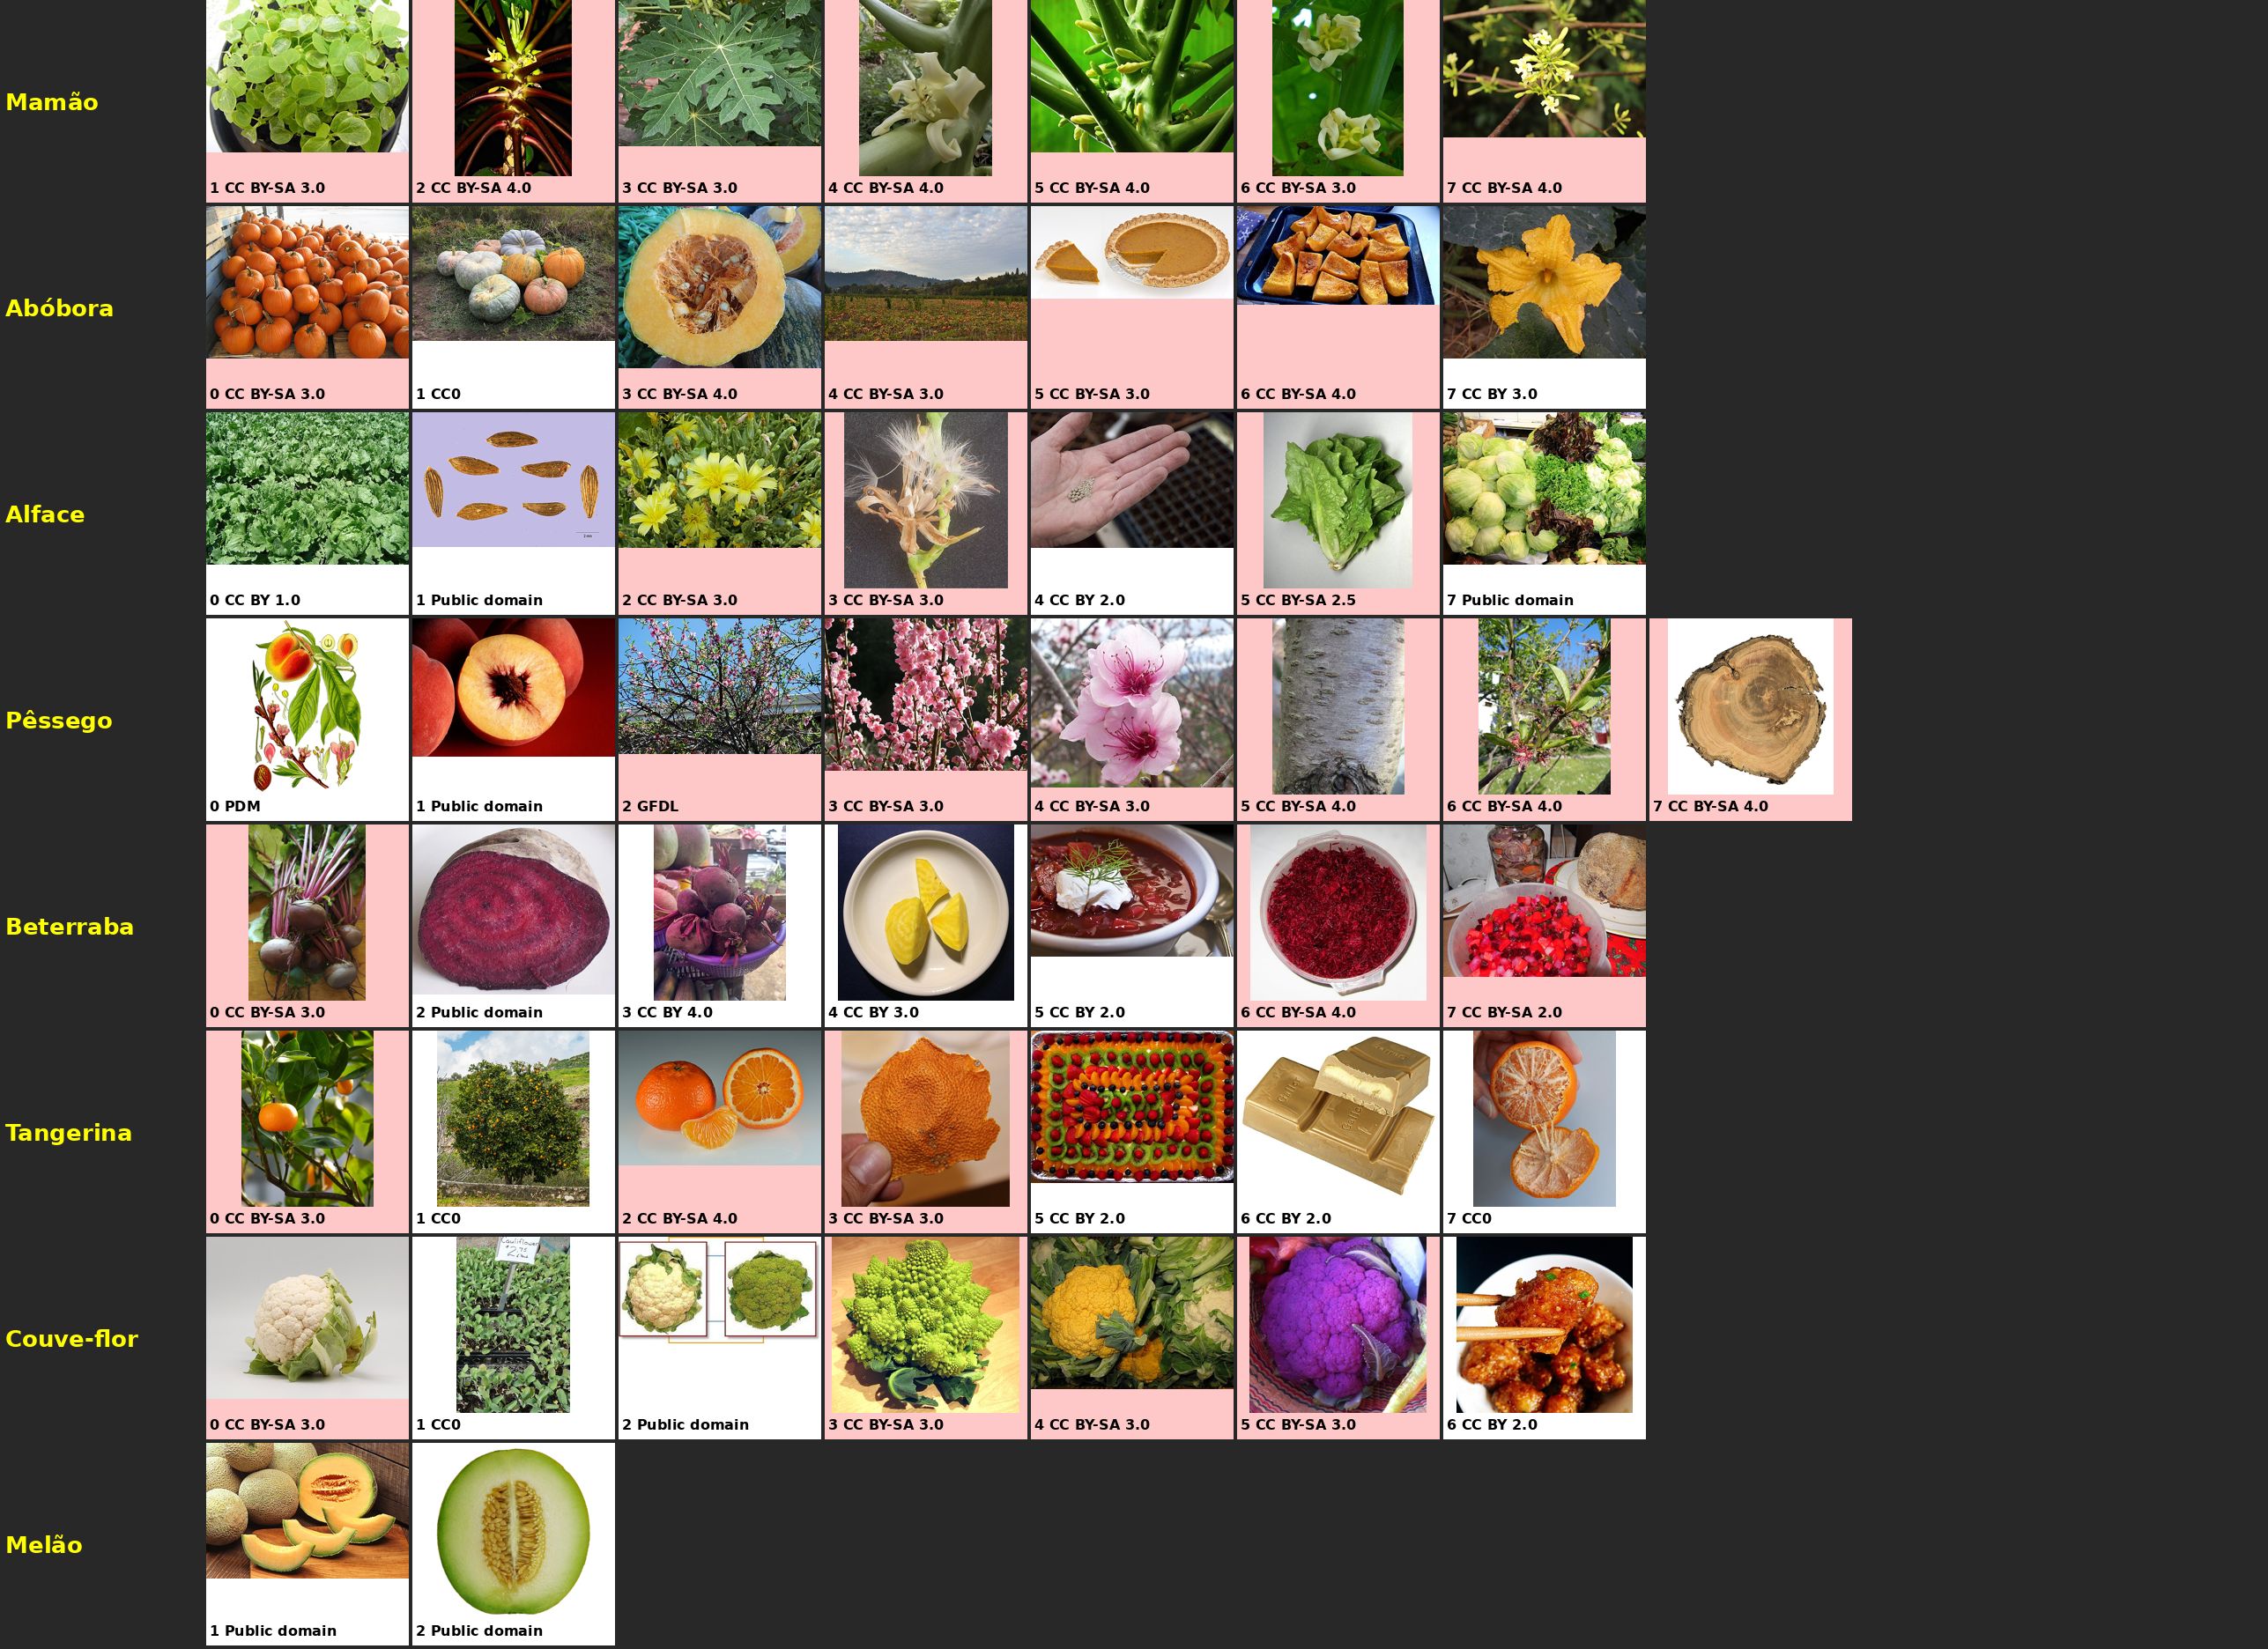 Mamão
1 CC BY-SA 3.0
2 CC BY-SA 4.0
3 CC BY-SA 3.0
4 CC BY-SA 4.0
5 CC BY-SA 4.0
6 CC BY-SA 3.0
7 CC BY-SA 4.0
Abóbora
0 CC BY-SA 3.0
1 CC0
3 CC BY-SA 4.0
4 CC BY-SA 3.0
5 CC BY-SA 3.0
6 CC BY-SA 4.0
7 CC BY 3.0
Alface
0 CC BY 1.0
1 Public domain
2 CC BY-SA 3.0
3 CC BY-SA 3.0
4 CC BY 2.0
5 CC BY-SA 2.5
7 Public domain
Pêssego
0 PDM
1 Public domain
2 GFDL
3 CC BY-SA 3.0
4 CC BY-SA 3.0
5 CC BY-SA 4.0
6 CC BY-SA 4.0
7 CC BY-SA 4.0
Beterraba
0 CC BY-SA 3.0
2 Public domain
3 CC BY 4.0
4 CC BY 3.0
5 CC BY 2.0
6 CC BY-SA 4.0
7 CC BY-SA 2.0
Tangerina
0 CC BY-SA 3.0
1 CC0
2 CC BY-SA 4.0
3 CC BY-SA 3.0
5 CC BY 2.0
6 CC BY 2.0
7 CC0
Couve-flor
Cauliflower
0 CC BY-SA 3.0
1 CC0
2 Public domain
3 CC BY-SA 3.0
4 CC BY-SA 3.0
5 CC BY-SA 3.0
6 CC BY 2.0
Melão
1 Public domain
2 Public domain